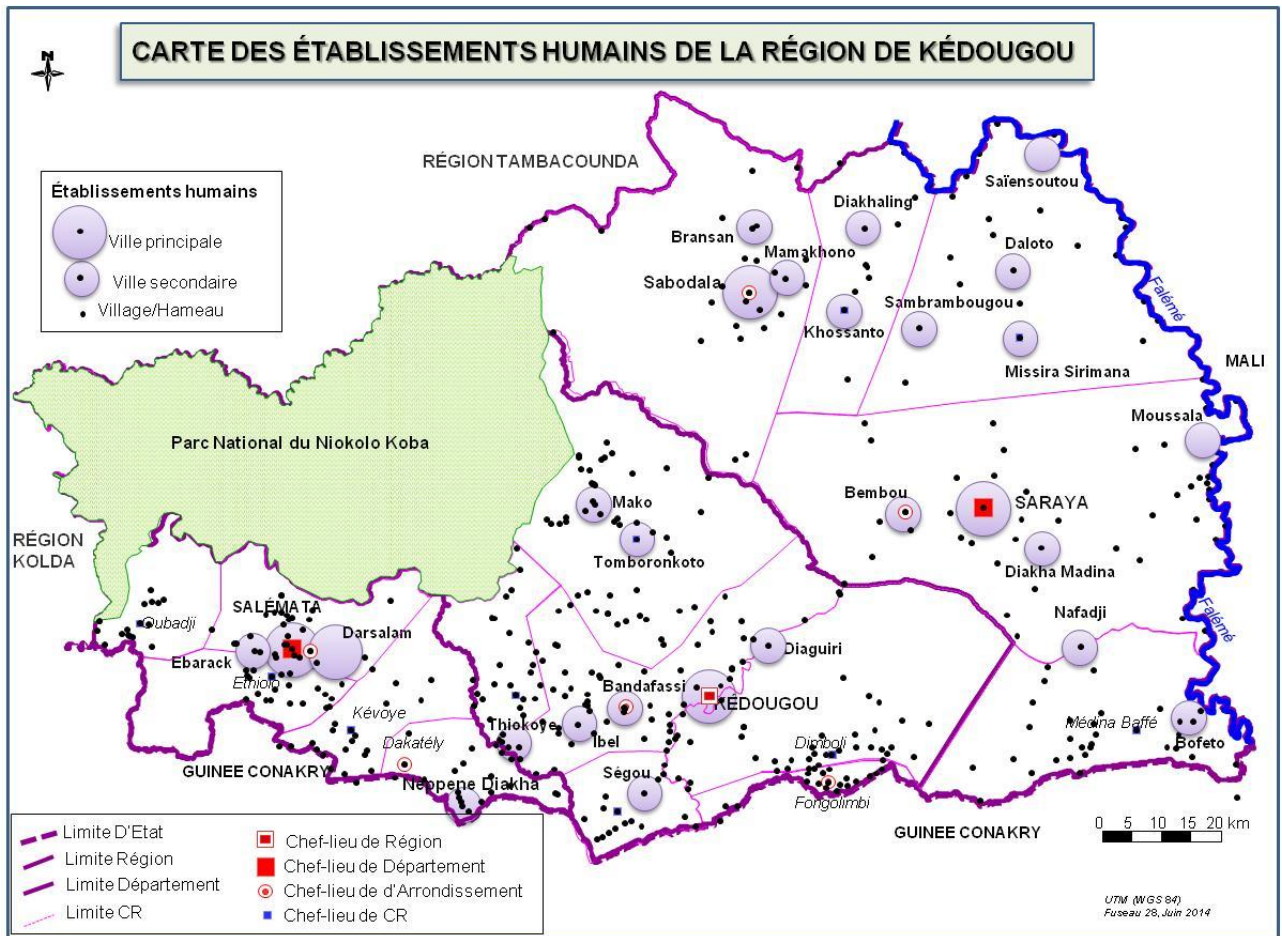 CARTE DES ÉTABLISSEMENTS HUMAINS DE LA RÉGION DE KÉDOUGOU
N
RÉGION TAMBACOUNDA
Établissements humains
Ville principale
Ville secondaire
Village/Hameau
Saïensoutou
Diakhaling
Bransan
Mamakhono
Daloto
Sabodala
Sambrambougou
Khossanto
Falémé
Missira Sirimana
MALI
Moussala
Parc National du Niokolo Koba
Mako
Bembou
SARAYA
RÉGION
KOLDA
Tomboronkoto
Diakha Madina
Oubadji
SALÉMATA
Darsalam
Nafadji
Falémé
Ebarack
Ethiolo
Diaguiri
Bandafassi
KÉDOUGOU
Kévoye
Thiokoye
Ibel
Médina Baffé
Bofeto
Dakatély
Dimboli
GUINEE CONAKRY
Neppene Diakha
Ségou
Fongolimbi
GUINEE CONAKRY
0 5 10 15 20 km
Limite D'Etat
Limite Région
Limite Département
Limite CR
Chef-lieu de Région
Chef-lieu de Département
Chef-lieu de d'Arrondissement
Chef-lieu de CR
UTM (WGS 84)
Fuseau 28, Juin 2014